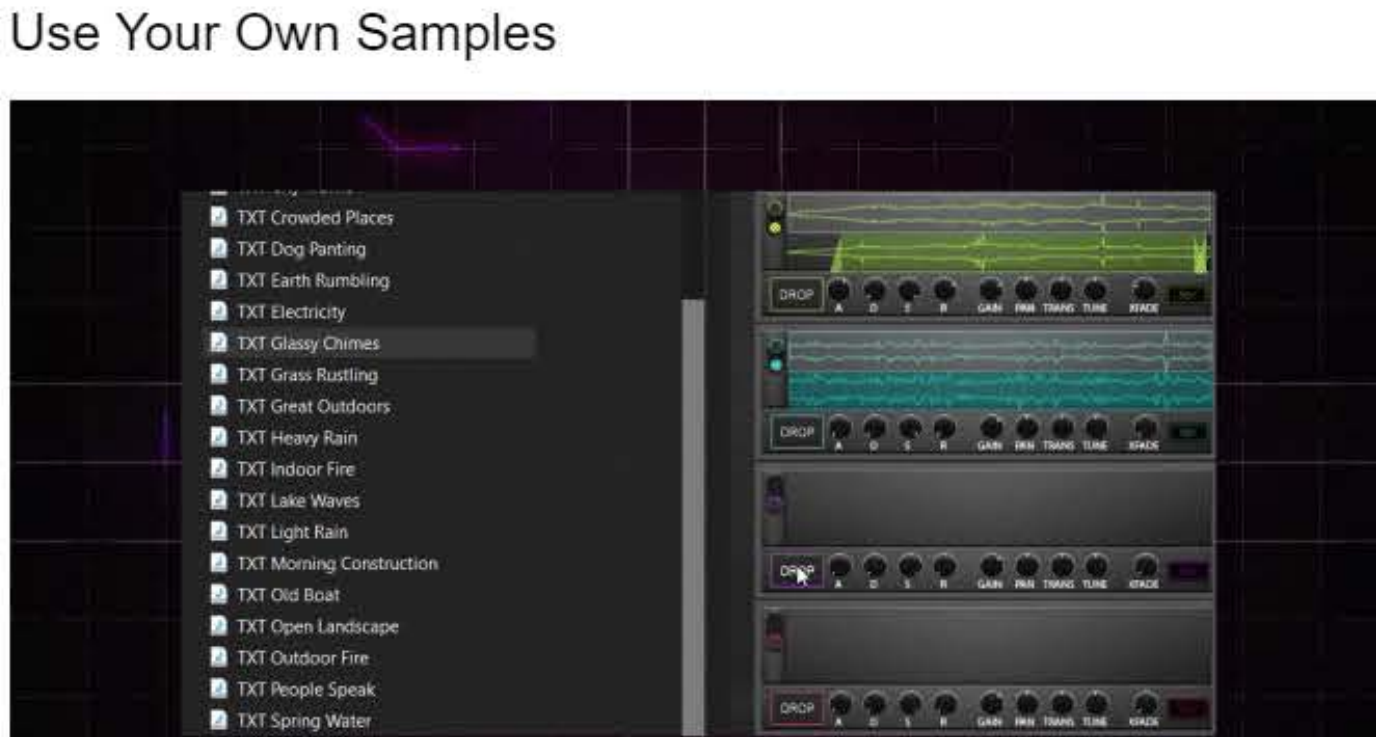 Use Your Own Samples
TXT Crowded Places
TXT Dog Panting
TXT Earth Rumbling
TXT Electricity
TXT Glassy Chimes
TXT Grass Rustling
TXT Great Outdoors
TXT Heavy Rain
TXT Indoor Fire
TXT Lake Waves
TXT Light Rain
TXT Morning Construction
TXT Old Boat
TXT Open Landscape
TXT Outdoor Fire
TXT People Speak
TXT Spring Water
DROP A D S R GAIN PAN TRANS TUNE XFADE
DROP A D S R GAIN PAN TRANS TUNE XFADE
DROP A D S R GAIN PAN TRANS TUNE XFADE
DROP A D S R GAIN PAN TRANS TUNE XFADE